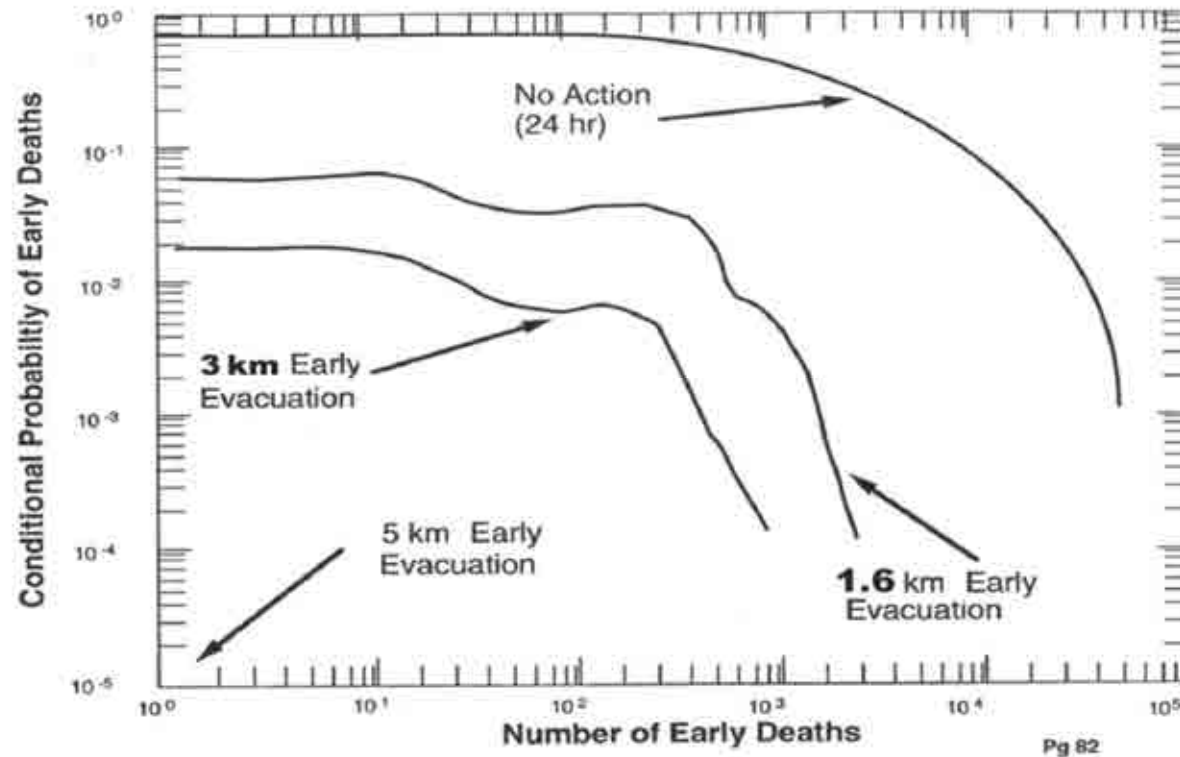 Conditional Probabiltiy of Early Deaths
10⁰
10⁻¹
10⁻²
10⁻³
10⁻⁴
10⁻⁵
No Action
(24 hr)
3 km Early
Evacuation
5 km Early
Evacuation
1.6 km Early
Evacuation
10⁰ 10¹ 10² 10³ 10⁴ 10⁵
Number of Early Deaths
Pg 82